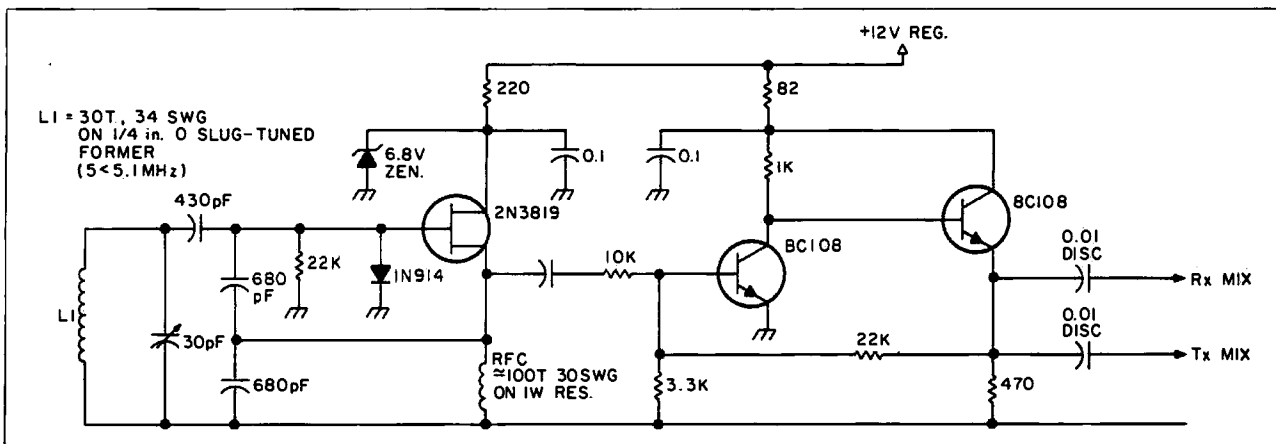 +12V REG.
220
82
L1 = 30T., 34 SWG
ON 1/4 in. O SLUG-TUNED
FORMER
(5<5.1MHz)
6.8V
ZEN.
0.1
0.1
1K
430pF
2N3819
8C108
BC108
0.01
DISC
10K
22K
1N914
680
pF
Rx MIX
L1
30pF
0.01
DISC
22K
Tx MIX
RFC
≃100T 30SWG
ON 1W RES.
680pF
3.3K
470